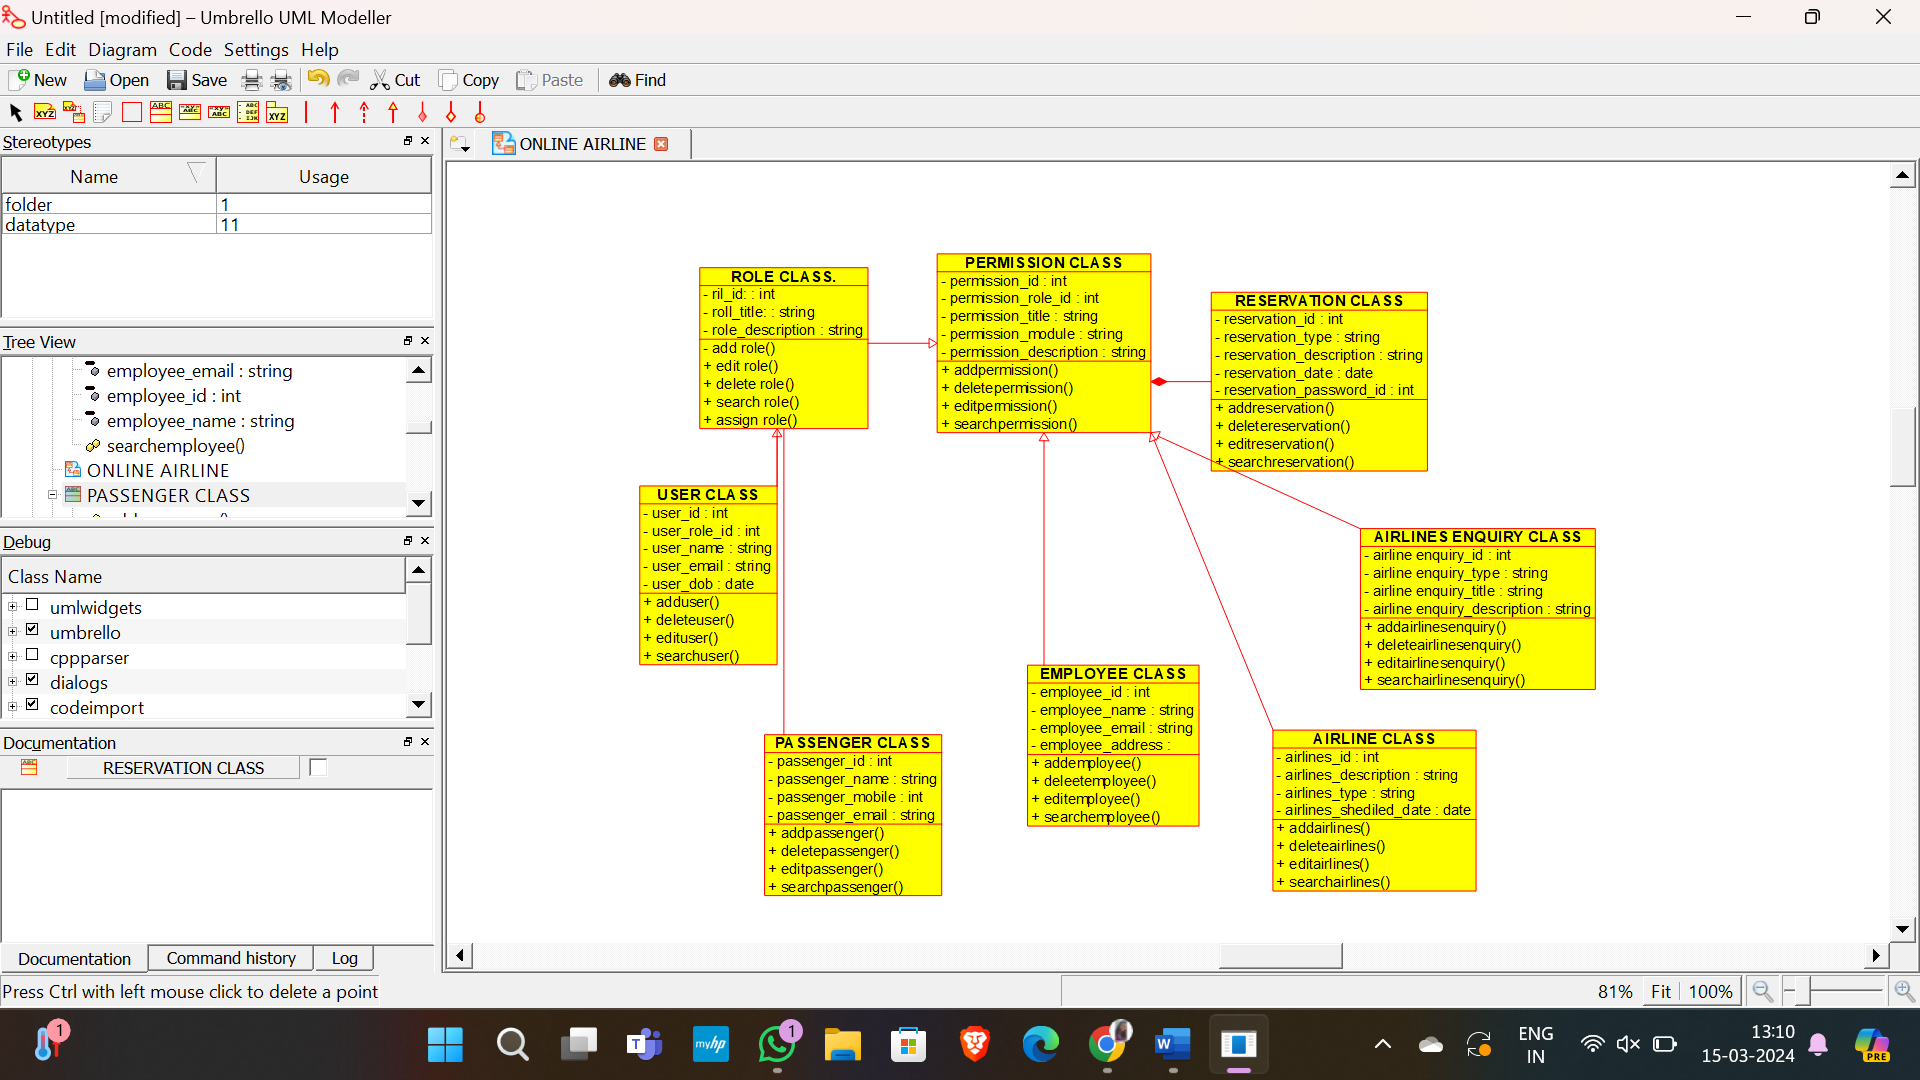 Untitled [modified] – Umbrello UML Modeller
File Edit Diagram Code Settings Help
New Open Save Cut Copy Paste Find
Stereotypes
Name Usage
folder 1
datatype 11
Tree View
employee_email : string
employee_id : int
employee_name : string
searchemployee()
ONLINE AIRLINE
PASSENGER CLASS
Debug
Class Name
umlwidgets
umbrello
cppparser
dialogs
codeimport
Documentation
RESERVATION CLASS
Documentation Command history Log
Press Ctrl with left mouse click to delete a point
ONLINE AIRLINE
ROLE CLASS.
- ril_id: : int
- roll_title: : string
- role_description : string
- add role()
+ edit role()
+ delete role()
+ search role()
+ assign role()
PERMISSION CLASS
- permission_id : int
- permission_role_id : int
- permission_title : string
- permission_module : string
- permission_description : string
+ addpermission()
+ deletepermission()
+ editpermission()
+ searchpermission()
RESERVATION CLASS
- reservation_id : int
- reservation_type : string
- reservation_description : string
- reservation_date : date
- reservation_password_id : int
+ addreservation()
+ deletereservation()
+ editreservation()
+ searchreservation()
USER CLASS
- user_id : int
- user_role_id : int
- user_name : string
- user_email : string
- user_dob : date
+ adduser()
+ deleteuser()
+ edituser()
+ searchuser()
AIRLINES ENQUIRY CLASS
- airline enquiry_id : int
- airline enquiry_type : string
- airline enquiry_title : string
- airline enquiry_description : string
+ addairlinesenquiry()
+ deleteairlinesenquiry()
+ editairlinesenquiry()
+ searchairlinesenquiry()
EMPLOYEE CLASS
- employee_id : int
- employee_name : string
- employee_email : string
- employee_address :
+ addemployee()
+ deleetemployee()
+ editemployee()
+ searchemployee()
PASSENGER CLASS
- passenger_id : int
- passenger_name : string
- passenger_mobile : int
- passenger_email : string
+ addpassenger()
+ deletepassenger()
+ editpassenger()
+ searchpassenger()
AIRLINE CLASS
- airlines_id : int
- airlines_description : string
- airlines_type : string
- airlines_shediled_date : date
+ addairlines()
+ deleteairlines()
+ editairlines()
+ searchairlines()
81% Fit 100%
1
myhp
1
ENG
IN
13:10
15-03-2024
PRE